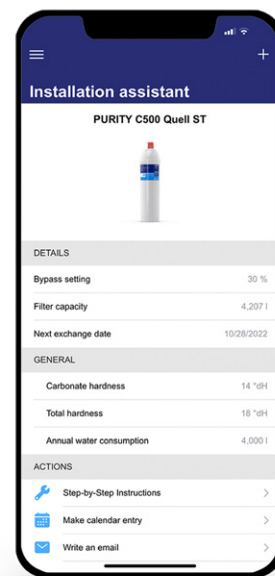 Installation assistant
PURITY C500 Quell ST
DETAILS
Bypass setting 30 %
Filter capacity 4,207 l
Next exchange date 10/28/2022
GENERAL
Carbonate hardness 14 °dH
Total hardness 18 °dH
Annual water consumption 4,000 l
ACTIONS
Step-by-Step Instructions
Make calendar entry
Write an email